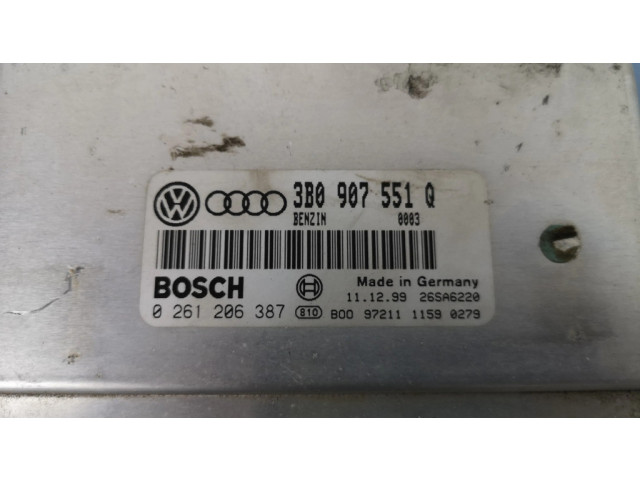 3B0 907 551 Q
BENZIN 0003
BOSCH Made in Germany
11.12.99 26SA6220
0 261 206 387 810 B00 97211 1159 0279